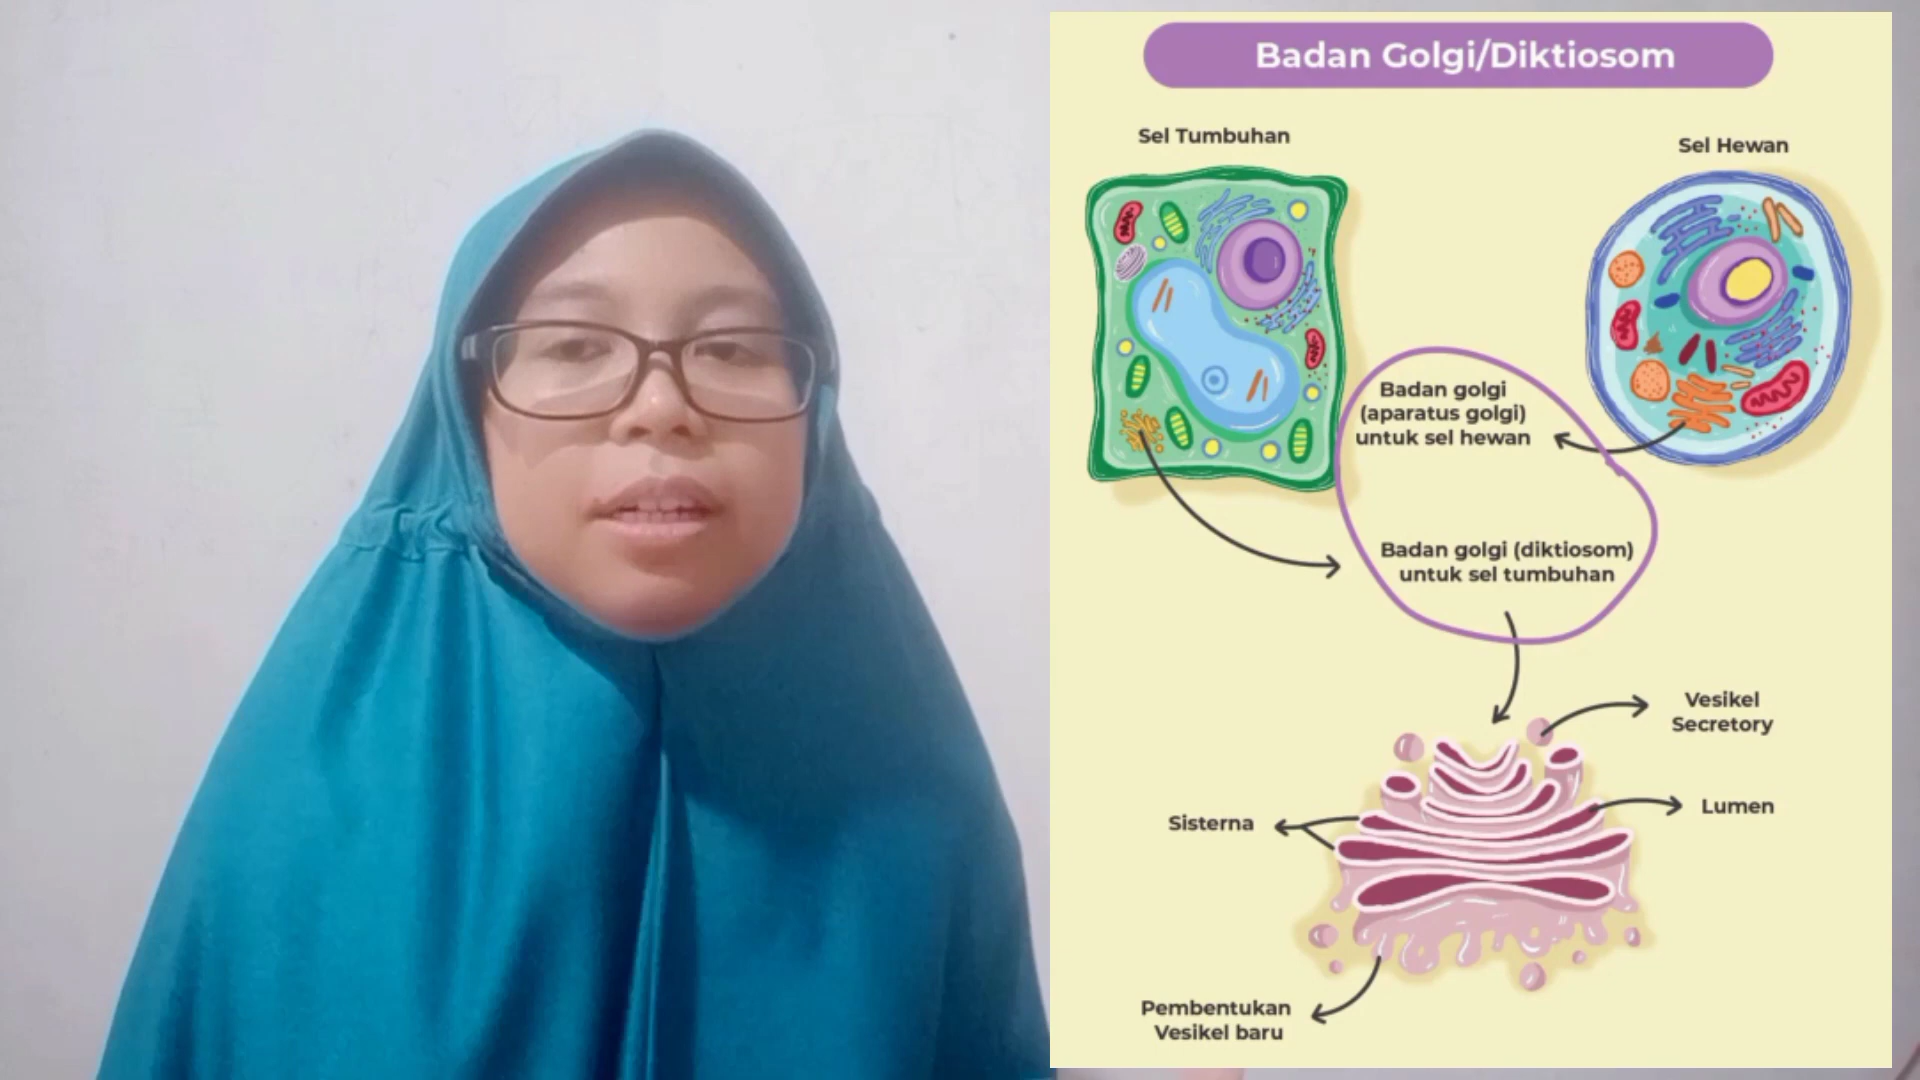 Badan Golgi/Diktiosom
Sel Tumbuhan
Sel Hewan
Badan golgi
(aparatus golgi)
untuk sel hewan
Badan golgi (diktiosom)
untuk sel tumbuhan
Vesikel
Secretory
Lumen
Sisterna
Pembentukan
Vesikel baru